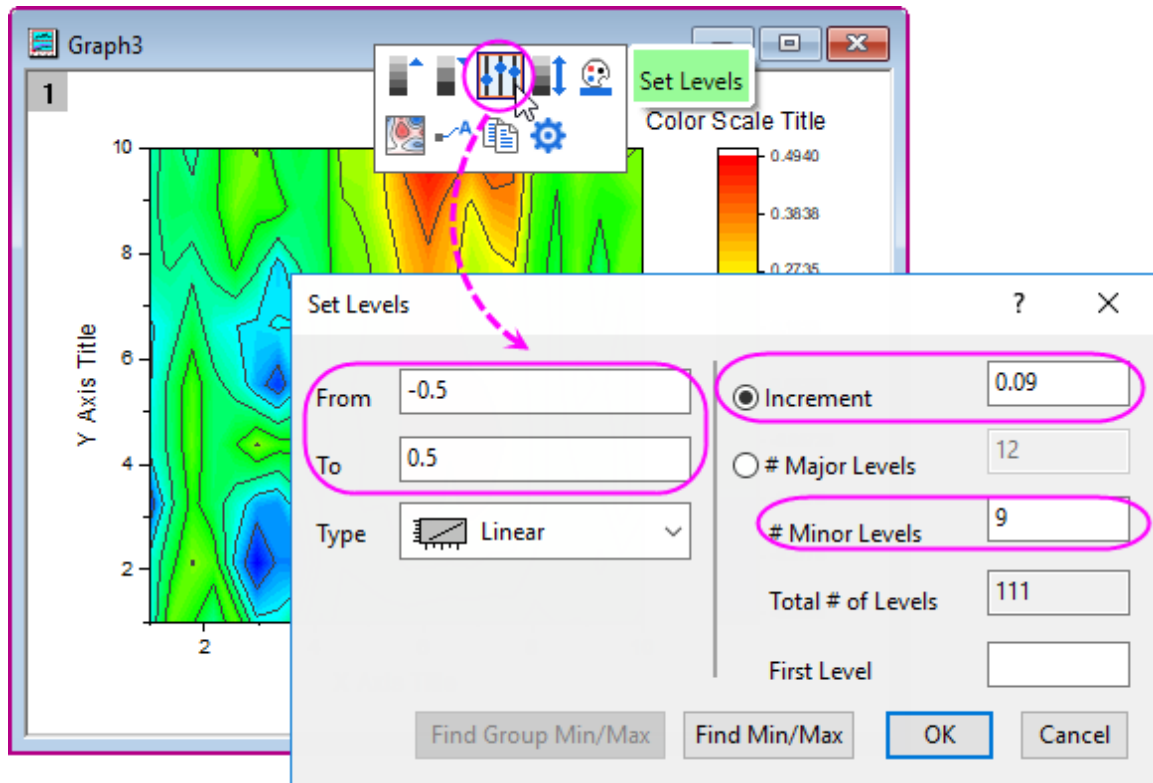 Graph3
1
Set Levels
A
Color Scale Title
10
8
6
4
2
Y Axis Title
2
0.4940
0.3838
0.2735
Set Levels
? X
From -0.5
To 0.5
Type Linear
Increment 0.09
# Major Levels 12
# Minor Levels 9
Total # of Levels 111
First Level
Find Group Min/Max Find Min/Max OK Cancel